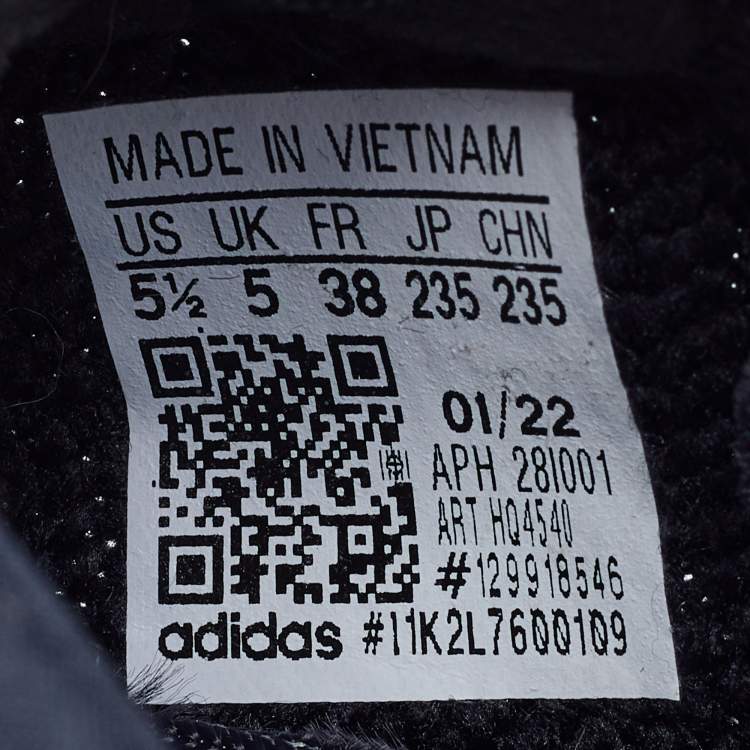 MADE IN VIETNAM
US UK FR JP CHN
5½ 5 38 235 235
01/22
APH 28I001
ART HQ4540
#129918546
adidas #11K2L7600109